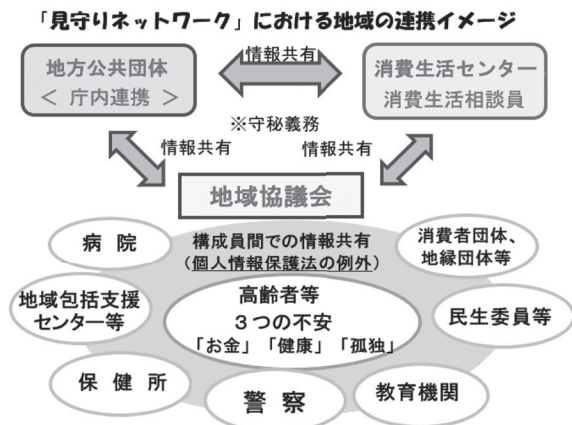 「見守りネットワーク」における地域の連携イメージ
地方公共団体
＜ 庁内連携 ＞
情報共有
消費生活センター
消費生活相談員
※守秘義務
情報共有
情報共有
地域協議会
構成員間での情報共有
（個人情報保護法の例外）
病院
消費者団体、
地縁団体等
地域包括支援
センター等
高齢者等
３つの不安
「お金」「健康」「孤独」
民生委員等
保健所
警察
教育機関